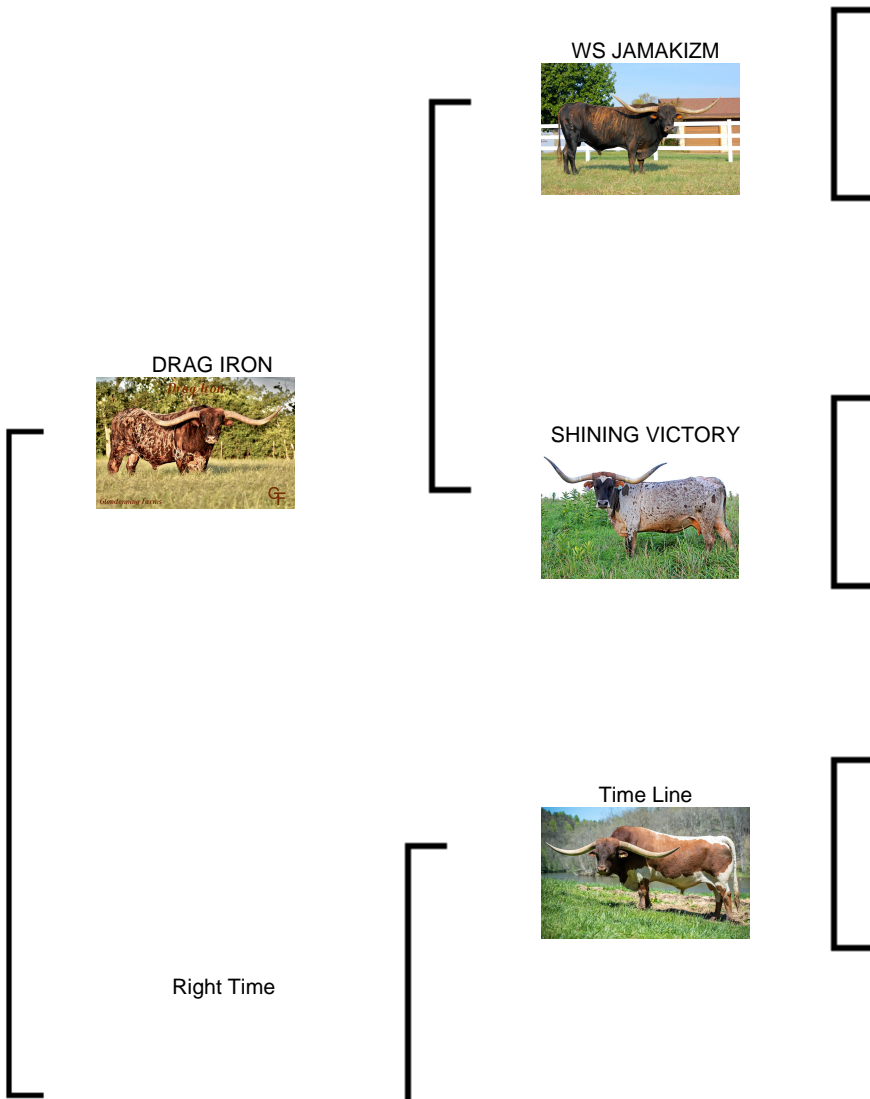 WS JAMAKIZM
DRAG IRON
Drag Iron
Glendenning Farms
GF
SHINING VICTORY
Time Line
Right Time